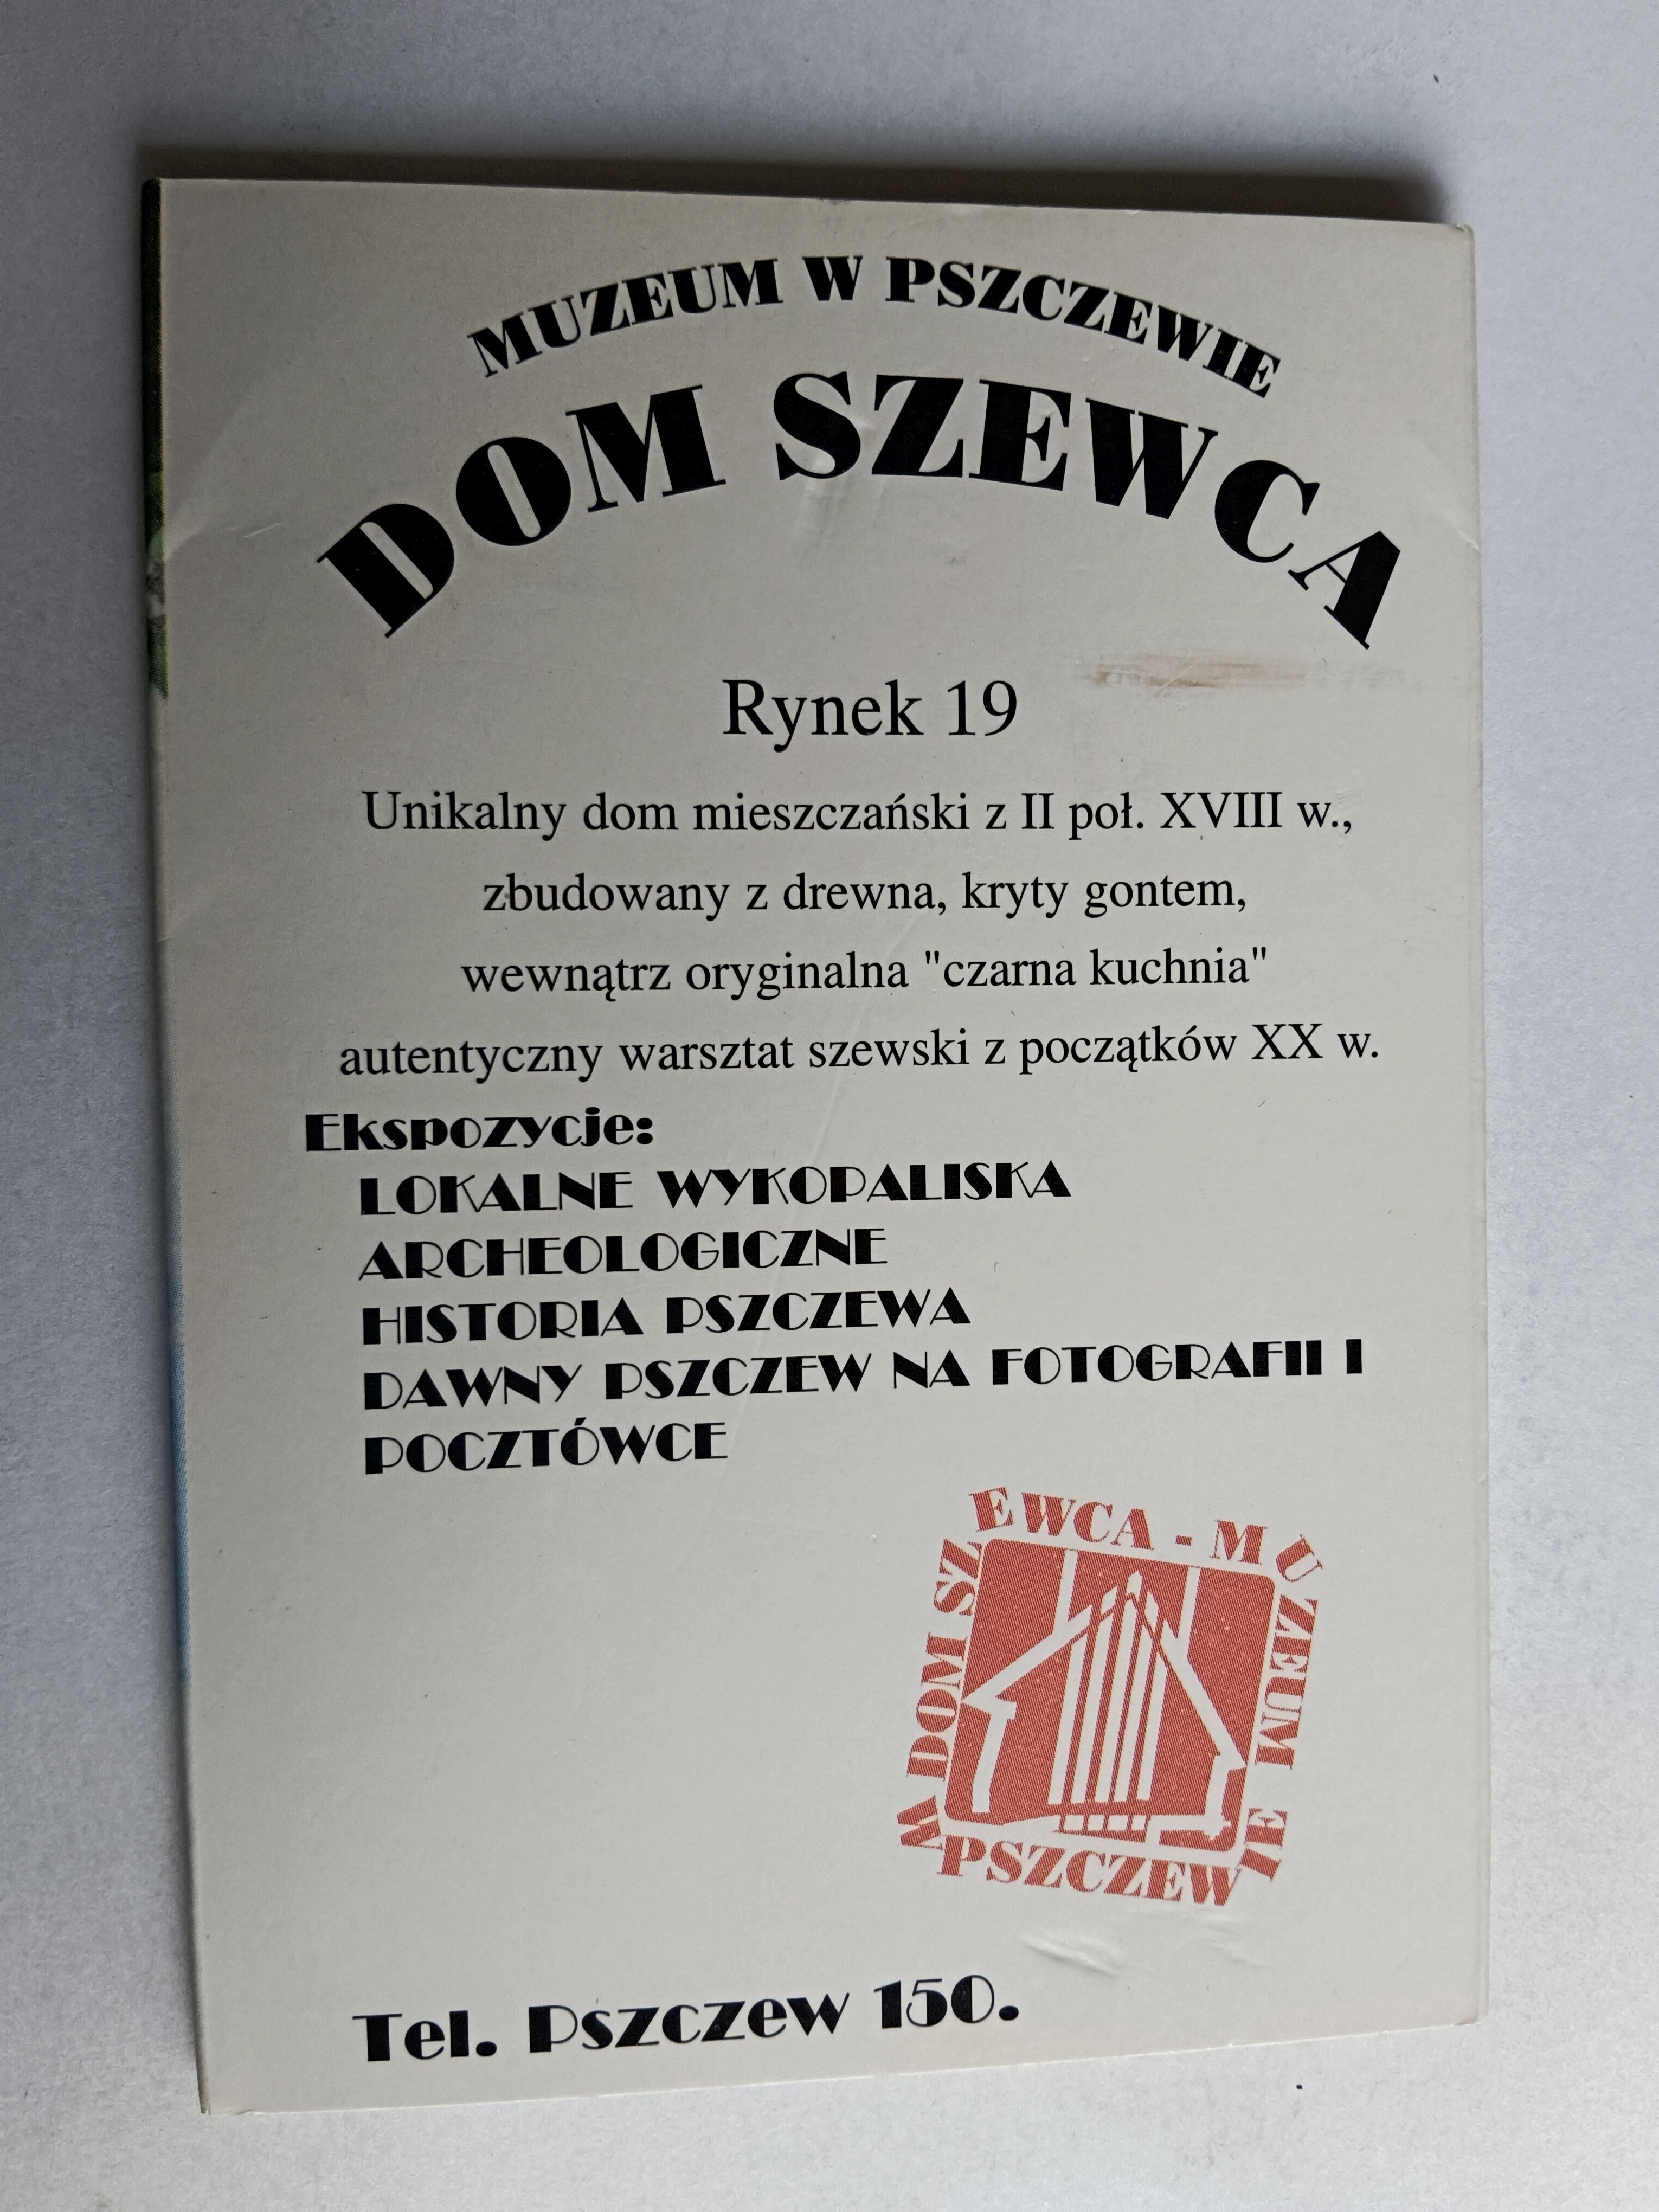 MUZEUM W PSZCZEWIE
DOM SZEWCA
Rynek 19
Unikalny dom mieszczański z II poł. XVIII w.,
zbudowany z drewna, kryty gontem,
wewnątrz oryginalna "czarna kuchnia"
autentyczny warsztat szewski z początków XX w.
Ekspozycje:
LOKALNE WYKOPALISKA
ARCHEOLOGICZNE
HISTORIA PSZCZEWA
DAWNY PSZCZEW NA FOTOGRAFII I
POCZTÓWCE
DOM SZEWCA - MUZEUM
W PSZCZEWIE
Tel. Pszczew 150.